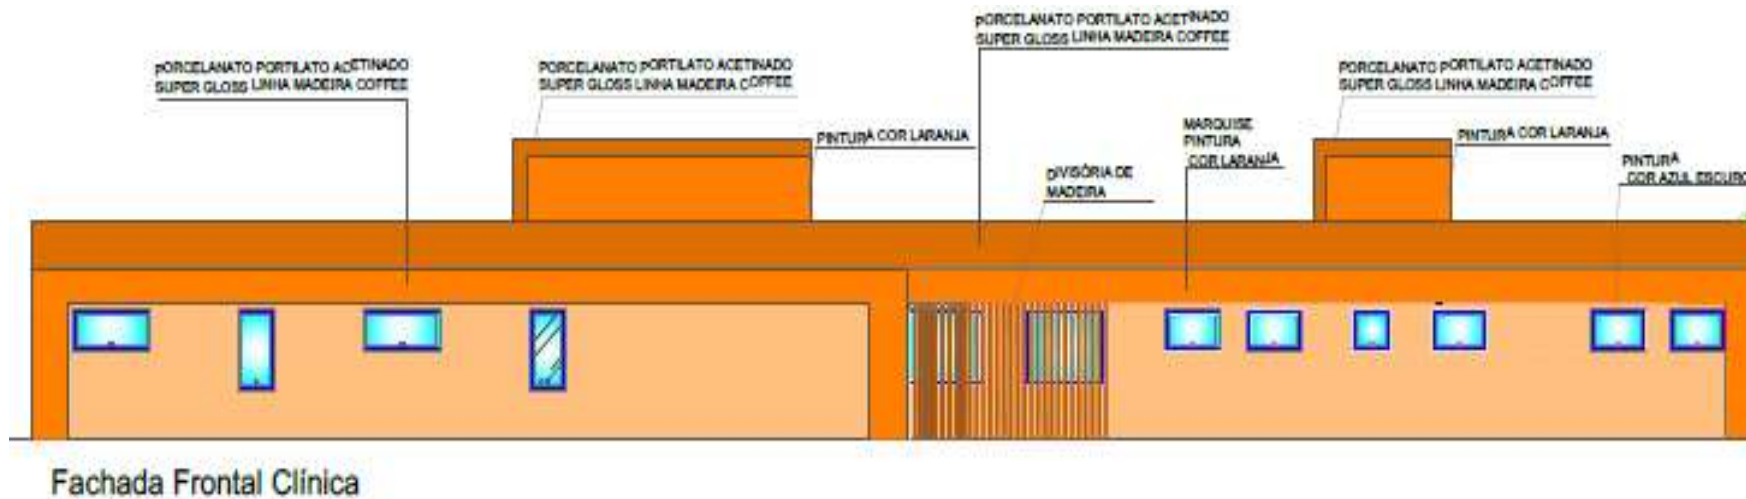 PORCELANATO PORTILATO ACETINADO
SUPER GLOSS LINHA MADEIRA COFFEE
PORCELANATO PORTILATO ACETINADO
SUPER GLOSS LINHA MADEIRA COFFEE
PORCELANATO PORTILATO ACETINADO
SUPER GLOSS LINHA MADEIRA COFFEE
PORCELANATO PORTILATO ACETINADO
SUPER GLOSS LINHA MADEIRA COFFEE
PINTURA COR LARANJA
DIVISÓRIA DE
MADEIRA
MARQUISE
PINTURA
COR LARANJA
PINTURA COR LARANJA
PINTURA
COR AZUL ESCURO
Fachada Frontal Clínica